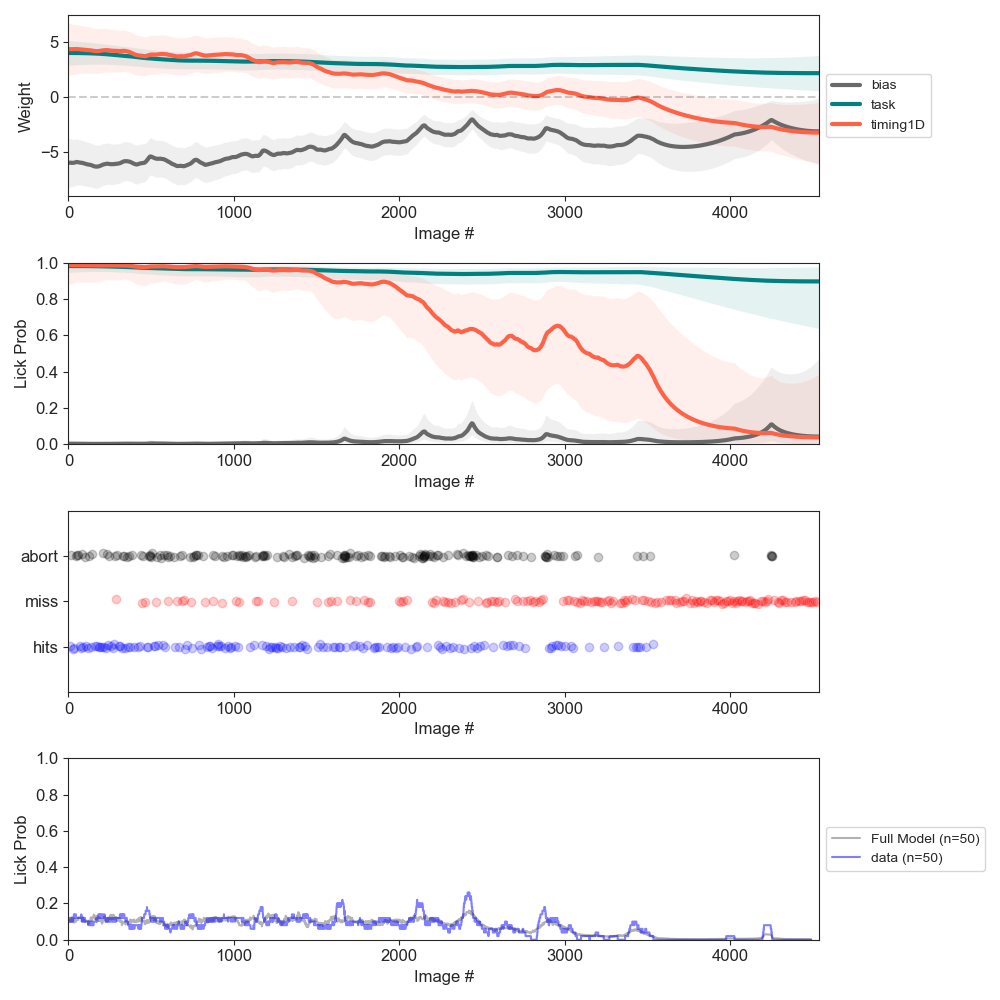 Weight
5
0
−5
0 1000 2000 3000 4000
Image #
bias
task
timing1D
Lick Prob
1.0
0.8
0.6
0.4
0.2
0.0
0 1000 2000 3000 4000
Image #
abort
miss
hits
0 1000 2000 3000 4000
Image #
Lick Prob
1.0
0.8
0.6
0.4
0.2
0.0
0 1000 2000 3000 4000
Image #
Full Model (n=50)
data (n=50)